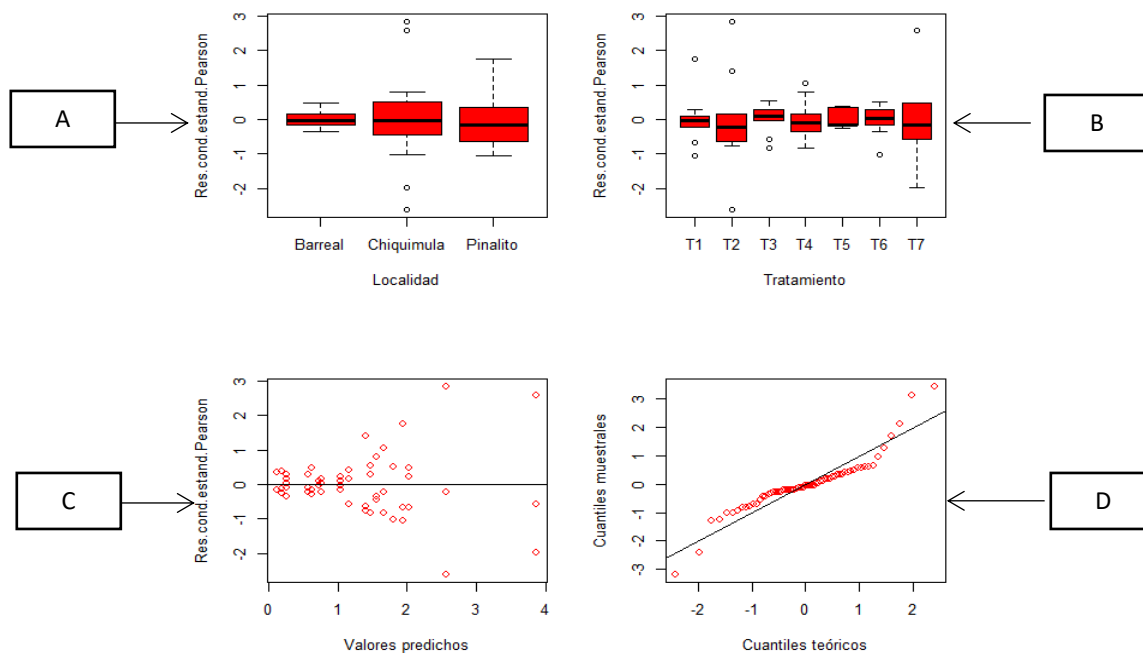 3
2
1
0
-1
-2
Res.cond.estand.Pearson
Barreal Chiquimula Pinalito
Localidad
A
3
2
1
0
-1
-2
Res.cond.estand.Pearson
T1 T2 T3 T4 T5 T6 T7
Tratamiento
B
3
2
1
0
-1
-2
Res.cond.estand.Pearson
0 1 2 3 4
Valores predichos
C
3
2
1
0
-1
-2
-3
Cuantiles muestrales
-2 -1 0 1 2
Cuantiles teóricos
D